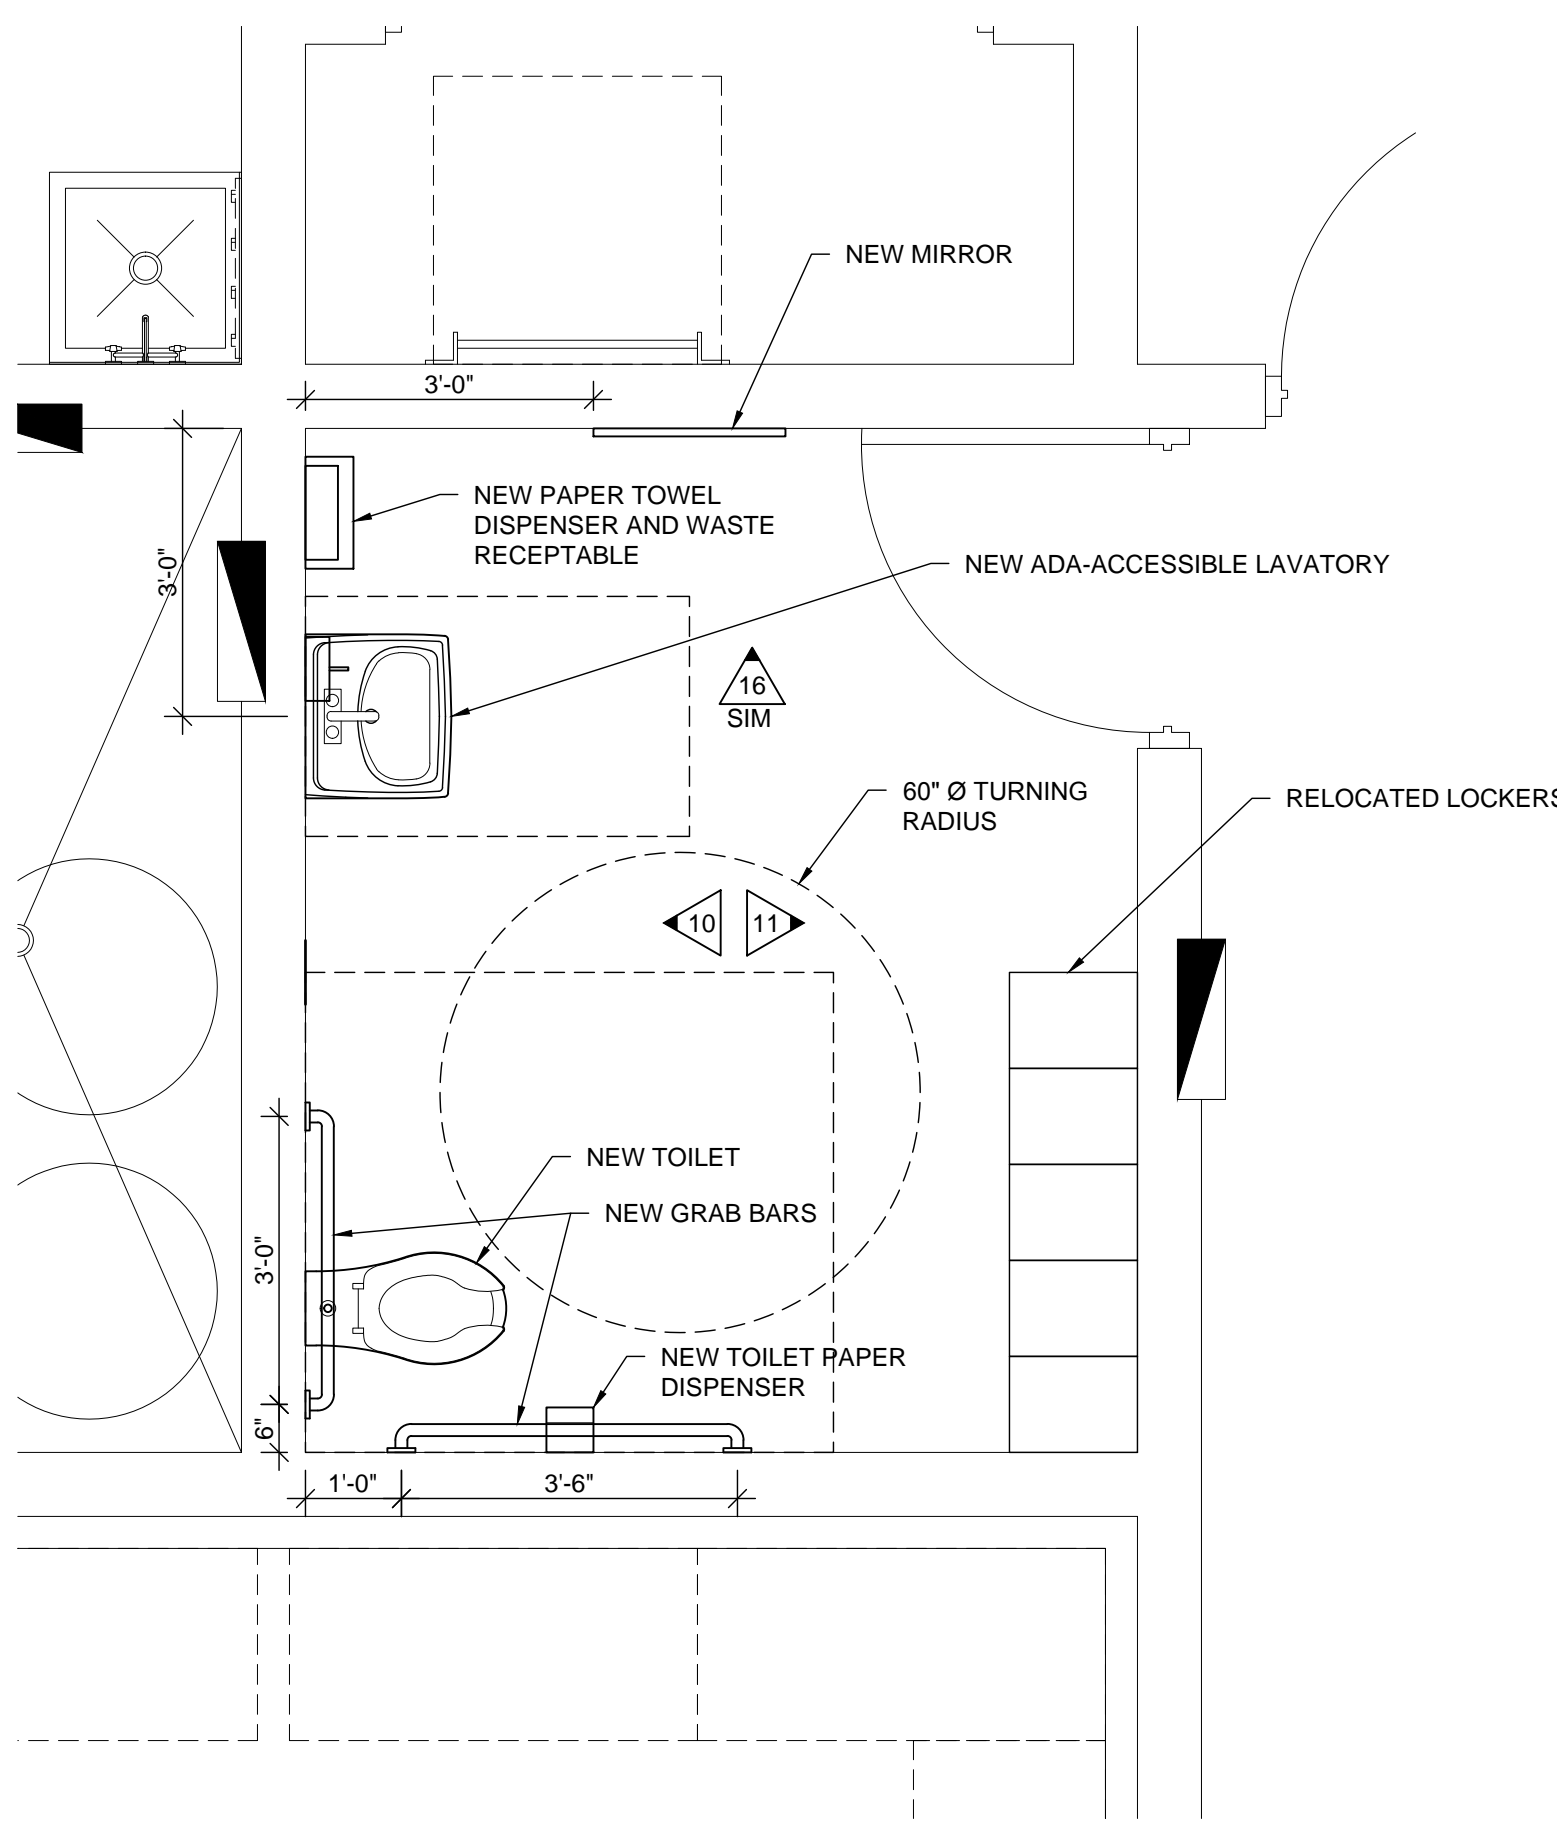 NEW MIRROR
3'-0"
NEW PAPER TOWEL
DISPENSER AND WASTE
RECEPTABLE
3'-0"
NEW ADA-ACCESSIBLE LAVATORY
16
SIM
60" Ø TURNING
RADIUS
RELOCATED LOCKERS
10
11
NEW TOILET
NEW GRAB BARS
3'-0"
NEW TOILET PAPER
DISPENSER
6"
1'-0"
3'-6"